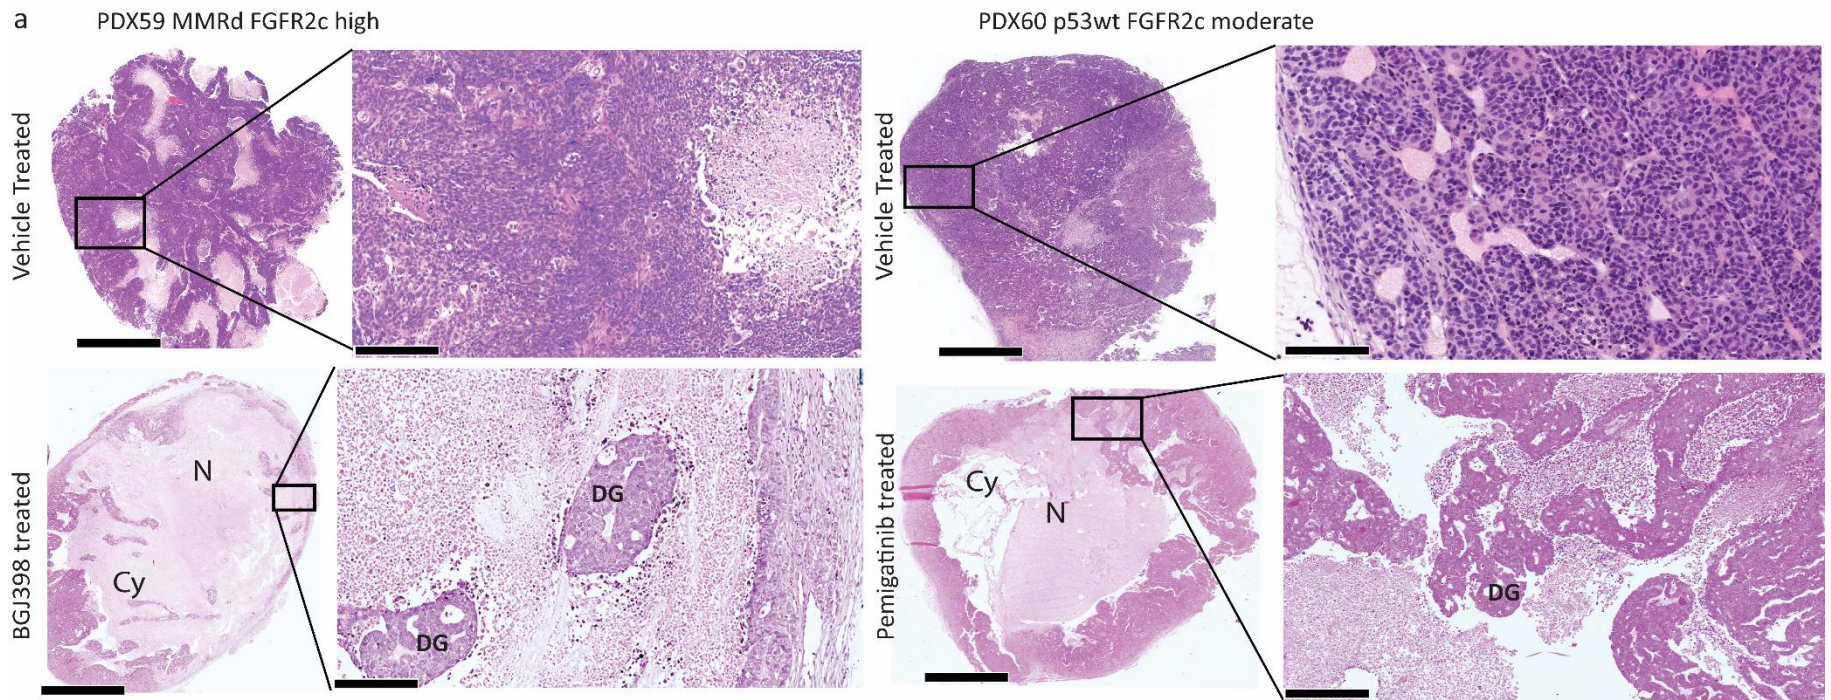 a
PDX59 MMRd FGFR2c high
PDX60 p53wt FGFR2c moderate
Vehicle Treated
Vehicle Treated
BGJ398 treated
N
Cy
DG
DG
Pemigatinib treated
Cy
N
DG